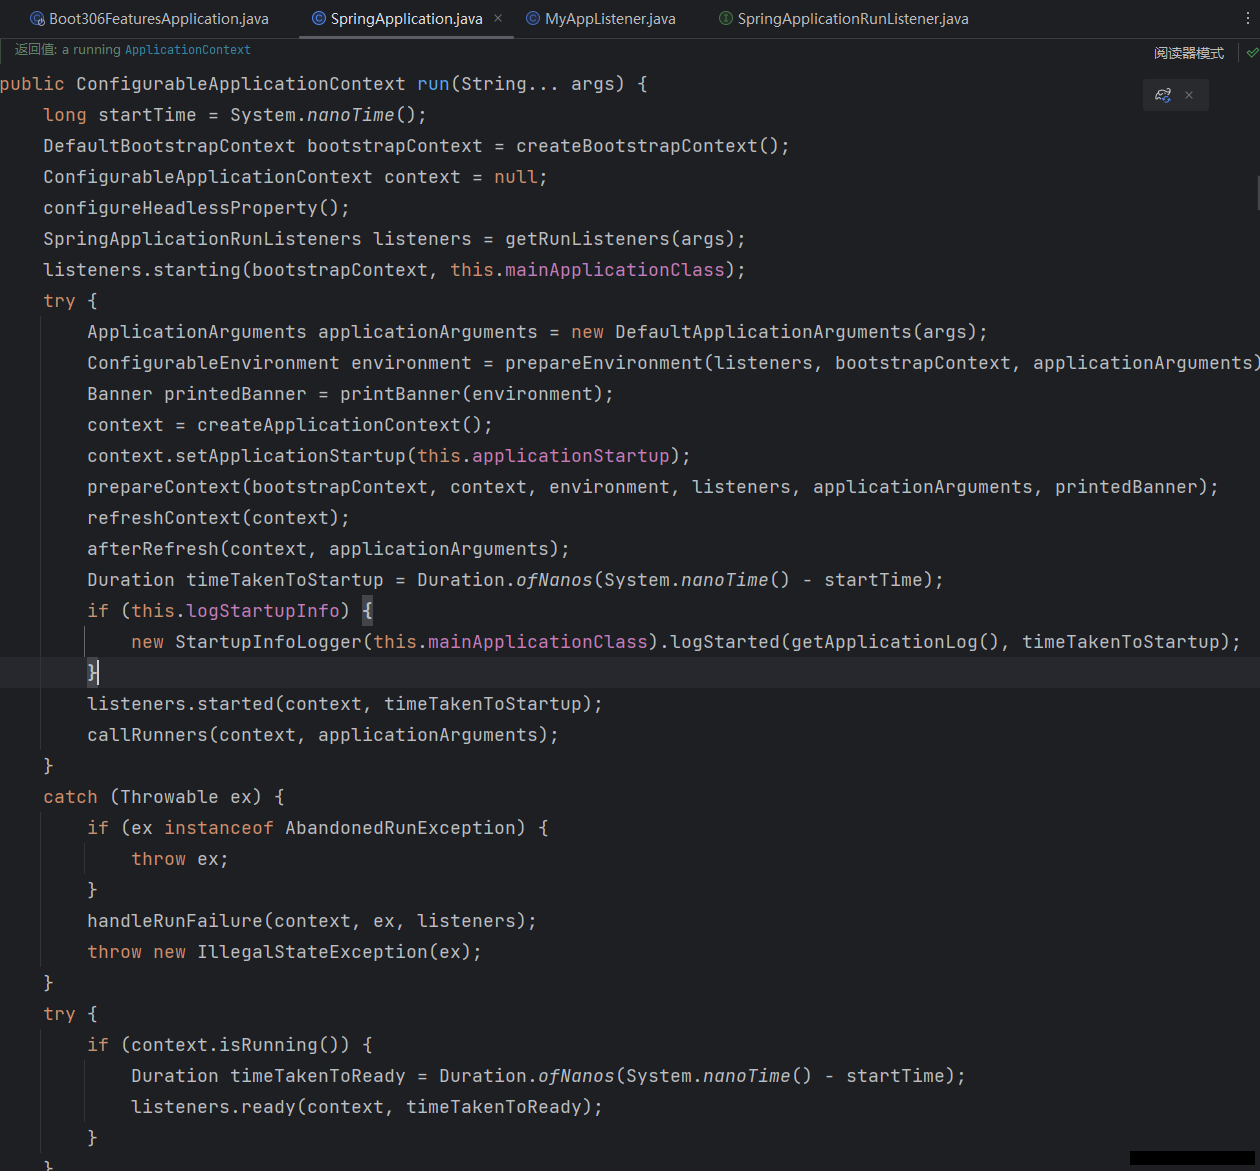 Boot306FeaturesApplication.java SpringApplication.java MyAppListener.java SpringApplicationRunListener.java
返回值: a running ApplicationContext
阅读器模式
public ConfigurableApplicationContext run(String... args) {
long startTime = System.nanoTime();
DefaultBootstrapContext bootstrapContext = createBootstrapContext();
ConfigurableApplicationContext context = null;
configureHeadlessProperty();
SpringApplicationRunListeners listeners = getRunListeners(args);
listeners.starting(bootstrapContext, this.mainApplicationClass);
try {
ApplicationArguments applicationArguments = new DefaultApplicationArguments(args);
ConfigurableEnvironment environment = prepareEnvironment(listeners, bootstrapContext, applicationArguments)
Banner printedBanner = printBanner(environment);
context = createApplicationContext();
context.setApplicationStartup(this.applicationStartup);
prepareContext(bootstrapContext, context, environment, listeners, applicationArguments, printedBanner);
refreshContext(context);
afterRefresh(context, applicationArguments);
Duration timeTakenToStartup = Duration.ofNanos(System.nanoTime() - startTime);
if (this.logStartupInfo) {
new StartupInfoLogger(this.mainApplicationClass).logStarted(getApplicationLog(), timeTakenToStartup);
}
listeners.started(context, timeTakenToStartup);
callRunners(context, applicationArguments);
}
catch (Throwable ex) {
if (ex instanceof AbandonedRunException) {
throw ex;
}
handleRunFailure(context, ex, listeners);
throw new IllegalStateException(ex);
}
try {
if (context.isRunning()) {
Duration timeTakenToReady = Duration.ofNanos(System.nanoTime() - startTime);
listeners.ready(context, timeTakenToReady);
}
}